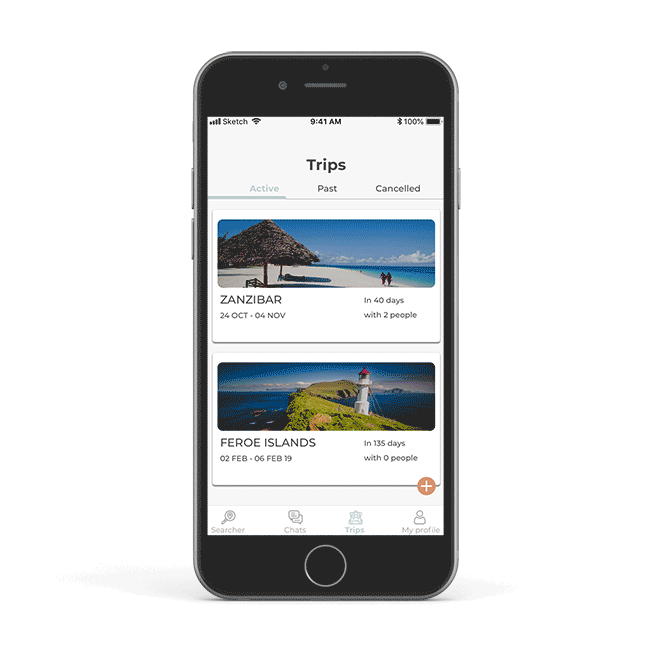 Sketch 9:41 AM 100%
Trips
Active Past Cancelled
ZANZIBAR In 40 days
24 OCT - 04 NOV with 2 people
FEROE ISLANDS In 135 days
02 FEB - 06 FEB 19 with 0 people
+
Searcher Chats Trips My profile